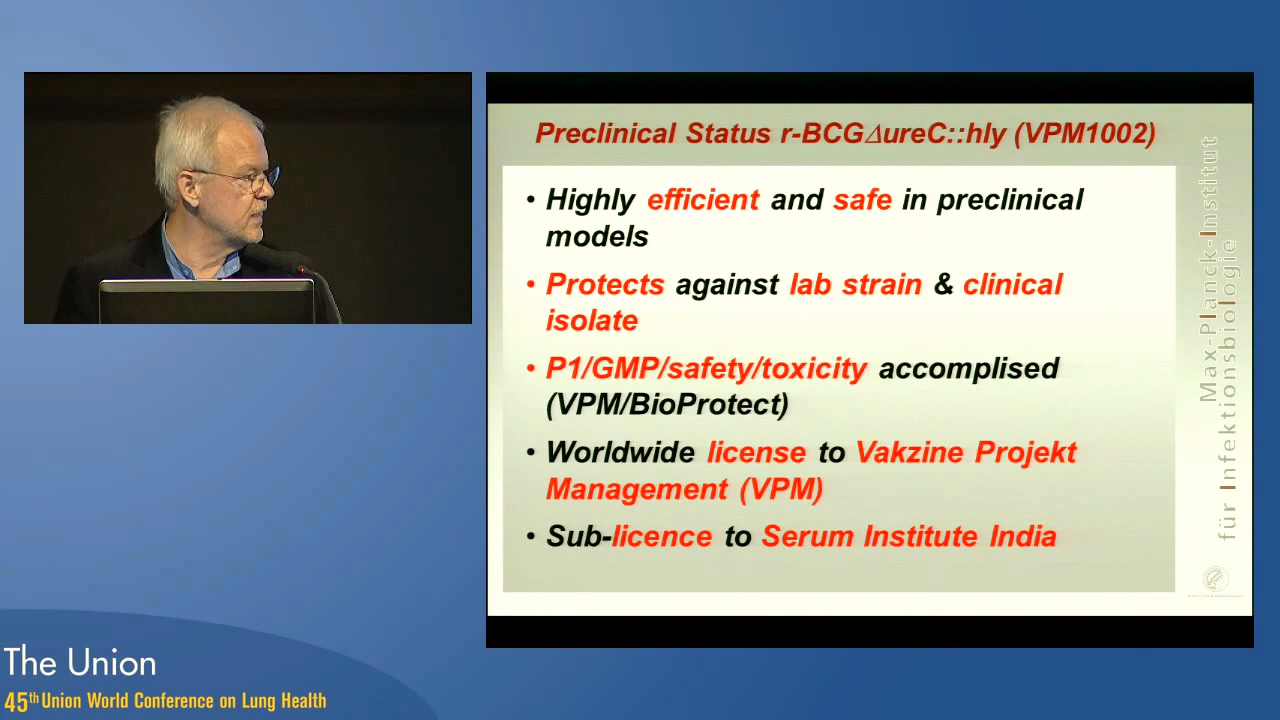 Preclinical Status r-BCGΔureC::hly (VPM1002)
• Highly efficient and safe in preclinical
models
• Protects against lab strain & clinical
isolate
• P1/GMP/safety/toxicity accomplised
(VPM/BioProtect)
• Worldwide license to Vakzine Projekt
Management (VPM)
• Sub-licence to Serum Institute India
Max-Planck-Institut
für Infektionsbiologie
The Union
45th Union World Conference on Lung Health